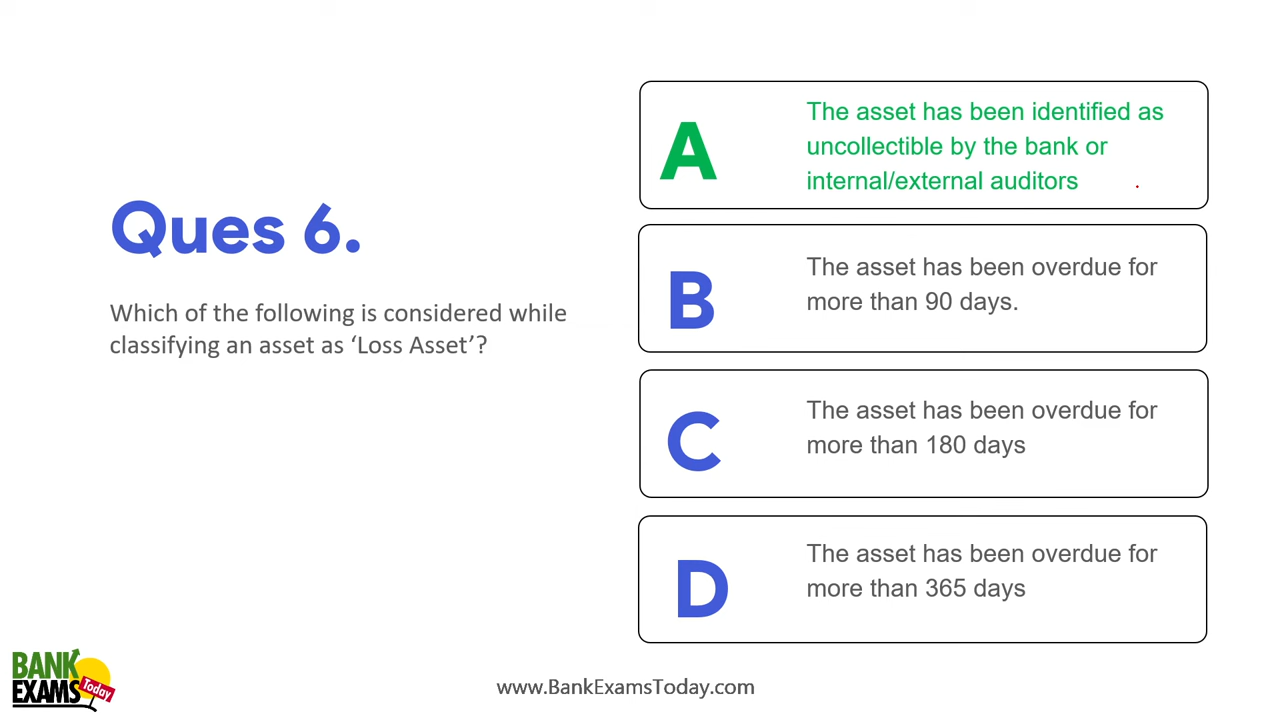 Ques 6.
Which of the following is considered while
classifying an asset as ‘Loss Asset’?
A
The asset has been identified as
uncollectible by the bank or
internal/external auditors
B
The asset has been overdue for
more than 90 days.
C
The asset has been overdue for
more than 180 days
D
The asset has been overdue for
more than 365 days
BANK
EXAMS
Today
www.BankExamsToday.com